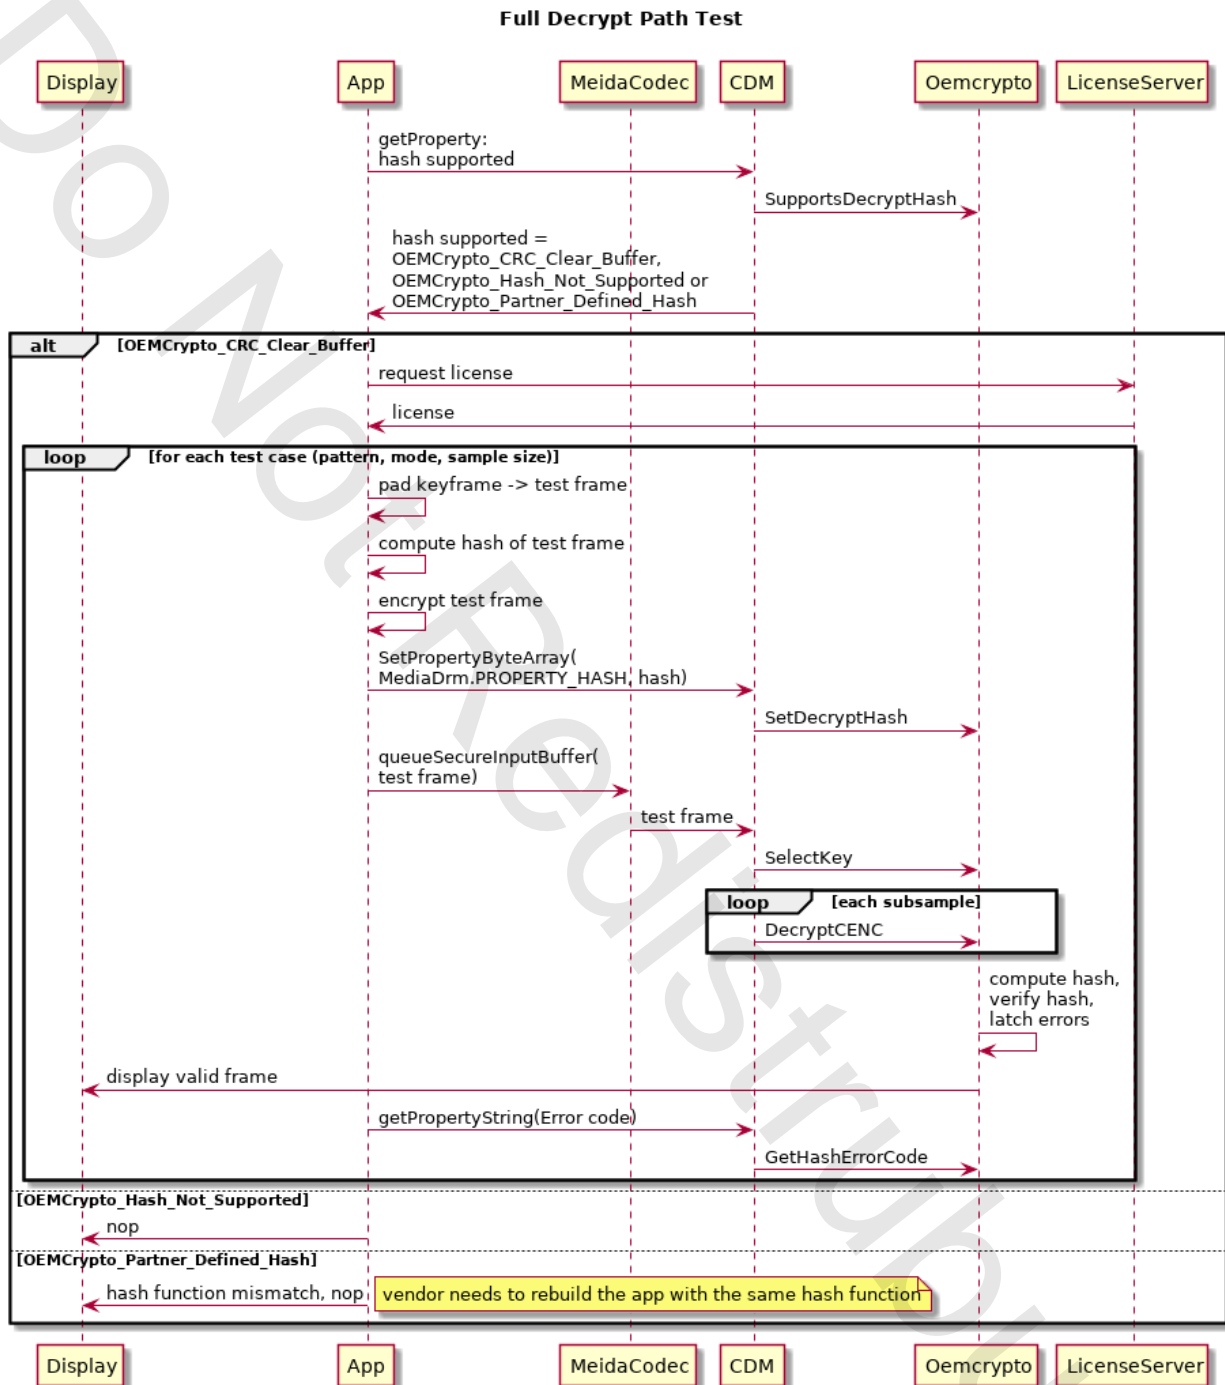 Full Decrypt Path Test
Display App MeidaCodec CDM Oemcrypto LicenseServer
getProperty:
hash supported
SupportsDecryptHash
hash supported =
OEMCrypto_CRC_Clear_Buffer,
OEMCrypto_Hash_Not_Supported or
OEMCrypto_Partner_Defined_Hash
alt [OEMCrypto_CRC_Clear_Buffer]
request license
license
loop [for each test case (pattern, mode, sample size)]
pad keyframe -> test frame
compute hash of test frame
encrypt test frame
SetPropertyByteArray(
MediaDrm.PROPERTY_HASH, hash)
SetDecryptHash
queueSecureInputBuffer(
test frame)
test frame
SelectKey
loop [each subsample]
DecryptCENC
compute hash,
verify hash,
latch errors
display valid frame
getPropertyString(Error code)
GetHashErrorCode
[OEMCrypto_Hash_Not_Supported]
nop
[OEMCrypto_Partner_Defined_Hash]
hash function mismatch, nop vendor needs to rebuild the app with the same hash function
Display App MeidaCodec CDM Oemcrypto LicenseServer
Do Not Redistribu